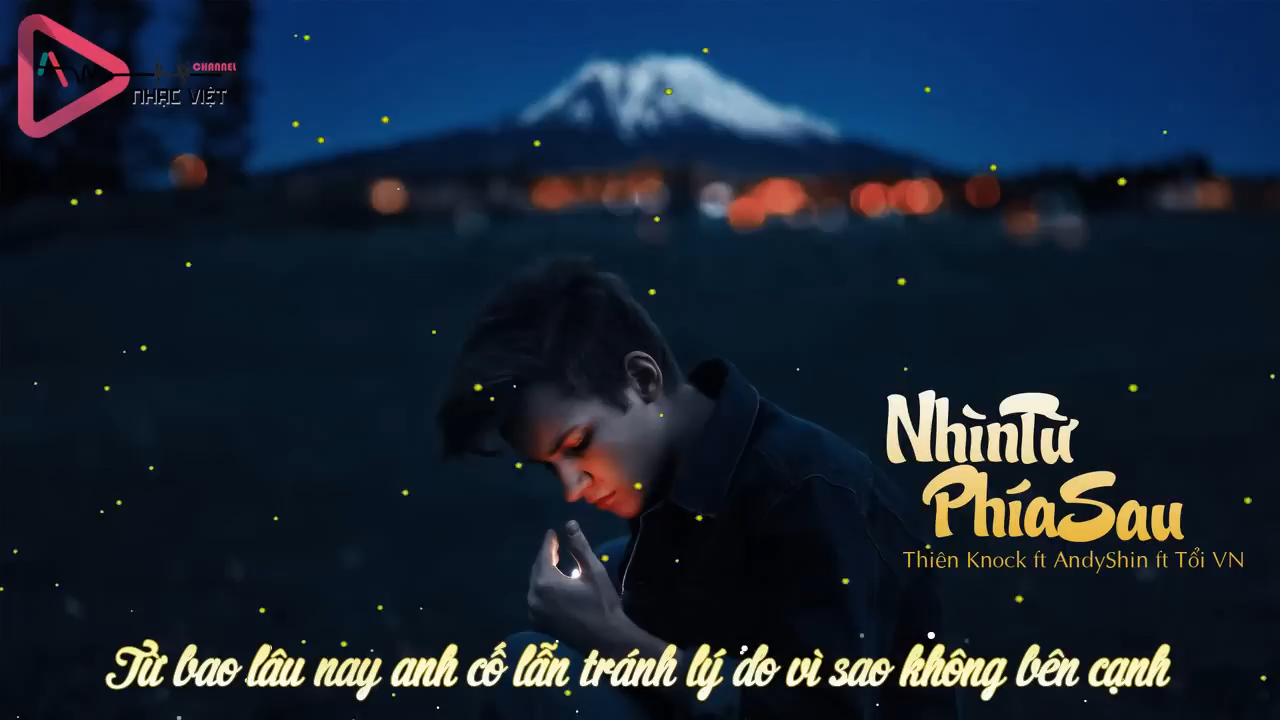 CHANNEL
NHẠC VIỆT
Nhìn Từ
Phía Sau
Thiên Knock ft AndyShin ft Tổi VN
Từ bao lâu nay anh cố lẫn tránh lý do vì sao không bên cạnh